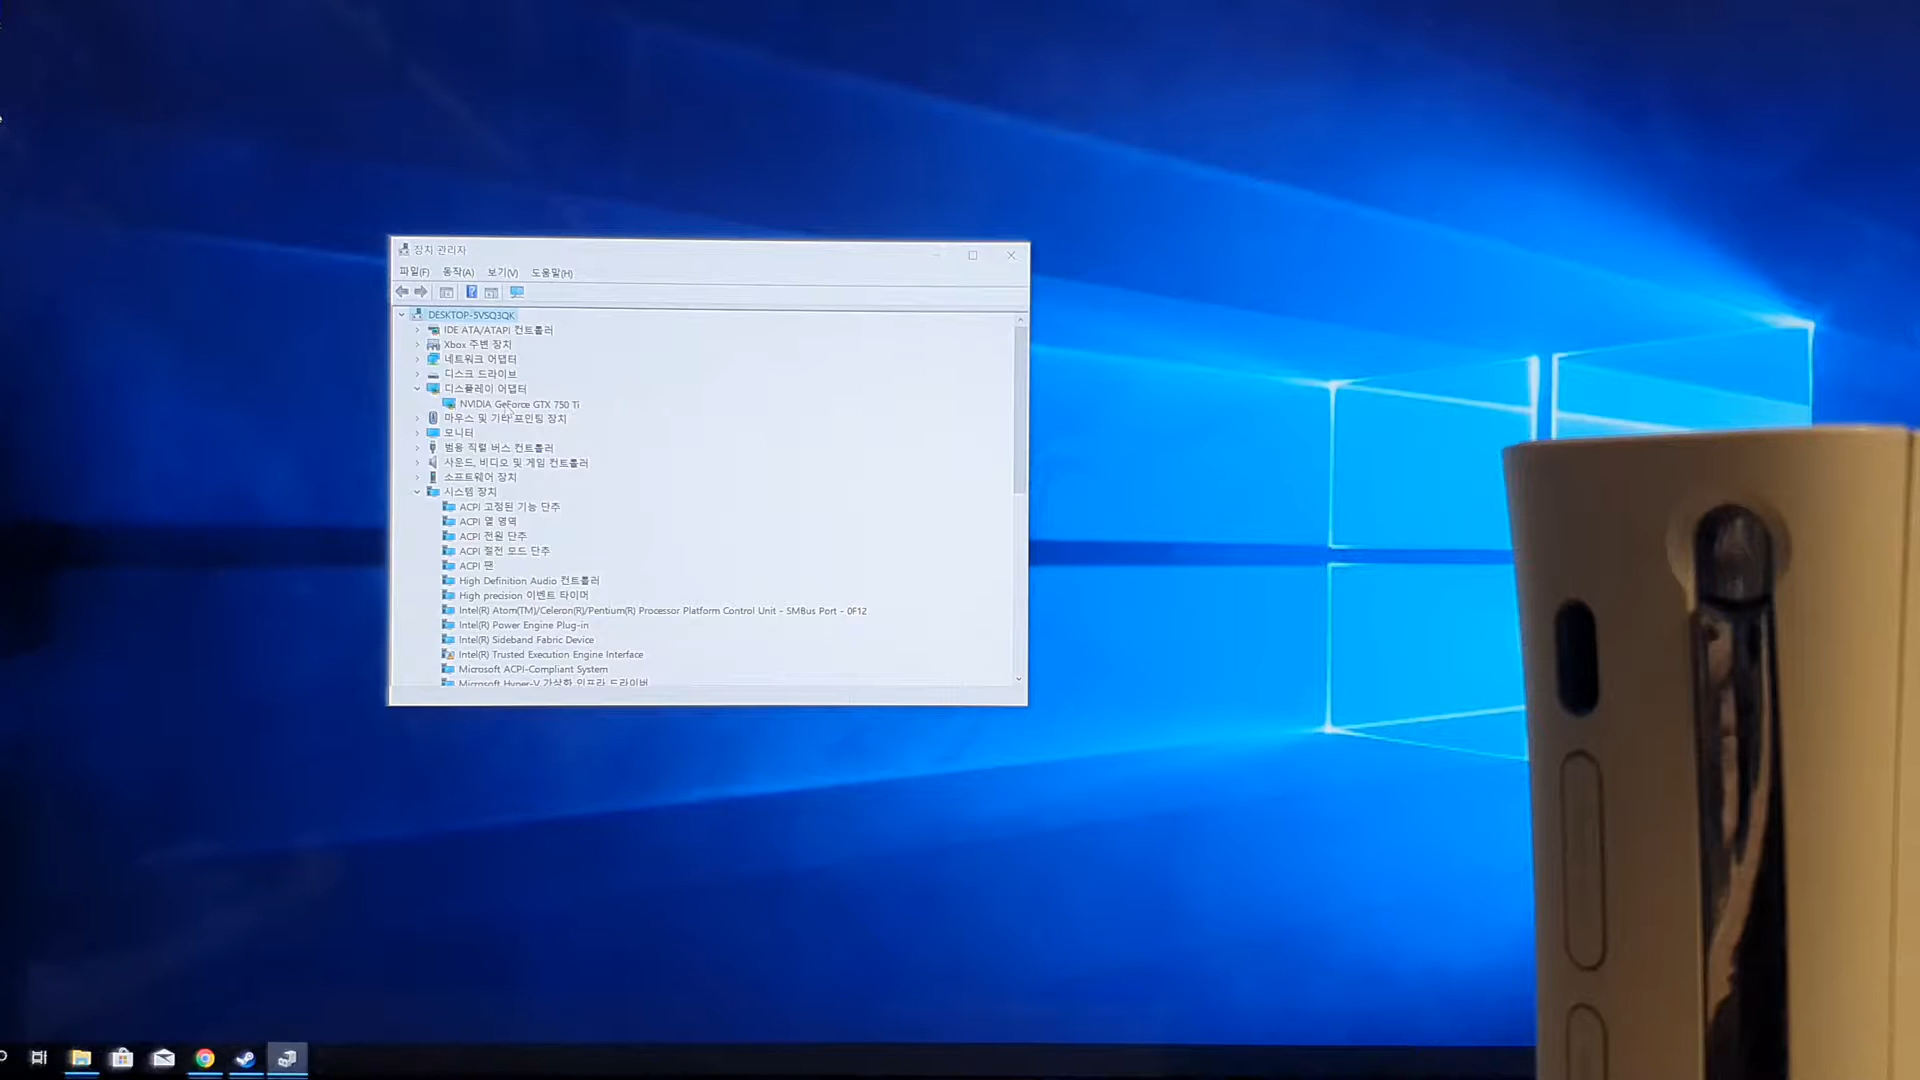 장치 관리자
파일(F) 동작(A) 보기(V) 도움말(H)
DESKTOP-5VSQ3QK
IDE ATA/ATAPI 컨트롤러
Xbox 주변 장치
네트워크 어댑터
디스크 드라이브
디스플레이 어댑터
NVIDIA GeForce GTX 750 Ti
마우스 및 기타 포인팅 장치
모니터
범용 직렬 버스 컨트롤러
사운드, 비디오 및 게임 컨트롤러
소프트웨어 장치
시스템 장치
ACPI 고정된 기능 단추
ACPI 열 영역
ACPI 전원 단추
ACPI 절전 모드 단추
ACPI 팬
High Definition Audio 컨트롤러
High precision 이벤트 타이머
Intel(R) Atom(TM)/Celeron(R)/Pentium(R) Processor Platform Control Unit - SMBus Port - 0F12
Intel(R) Power Engine Plug-in
Intel(R) Sideband Fabric Device
Intel(R) Trusted Execution Engine Interface
Microsoft ACPI-Compliant System
Microsoft Hyper-V 가상화 인프라 드라이버